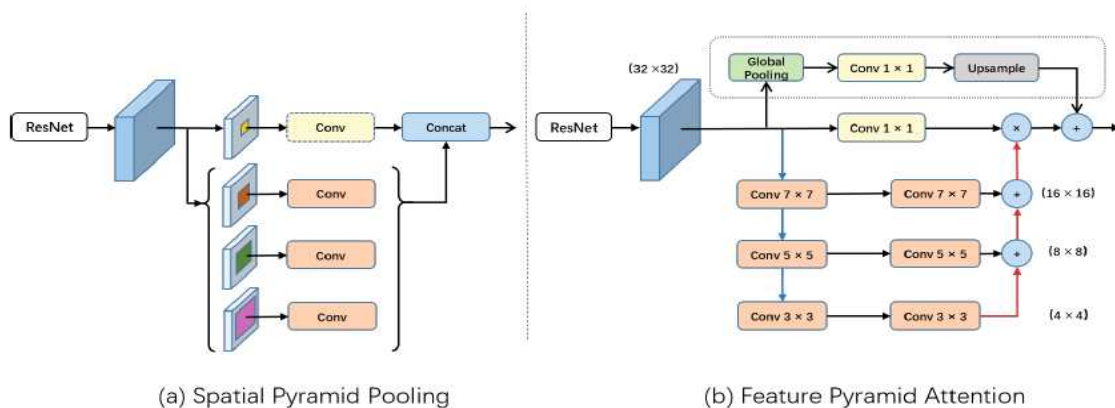 ResNet
Conv
Concat
Conv
Conv
Conv
(a) Spatial Pyramid Pooling
(32 ×32)
Global
Pooling
Conv 1 × 1
Upsample
ResNet
Conv 1 × 1
×
+
Conv 7 × 7
Conv 7 × 7
+
(16 × 16)
Conv 5 × 5
Conv 5 × 5
+
(8 × 8)
Conv 3 × 3
Conv 3 × 3
(4 × 4)
(b) Feature Pyramid Attention